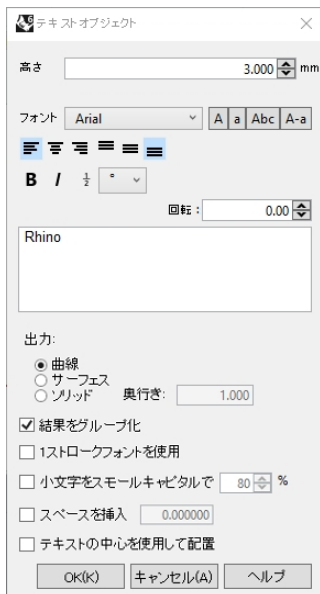 テキストオブジェクト
高さ 3.000 mm
フォント Arial A a Abc A-a
B I ½ °
回転: 0.00
Rhino
出力:
曲線
サーフェス
ソリッド 奥行き: 1.000
結果をグループ化
1ストロークフォントを使用
小文字をスモールキャピタルで 80 %
スペースを挿入 0.000000
テキストの中心を使用して配置
OK(K) キャンセル(A) ヘルプ